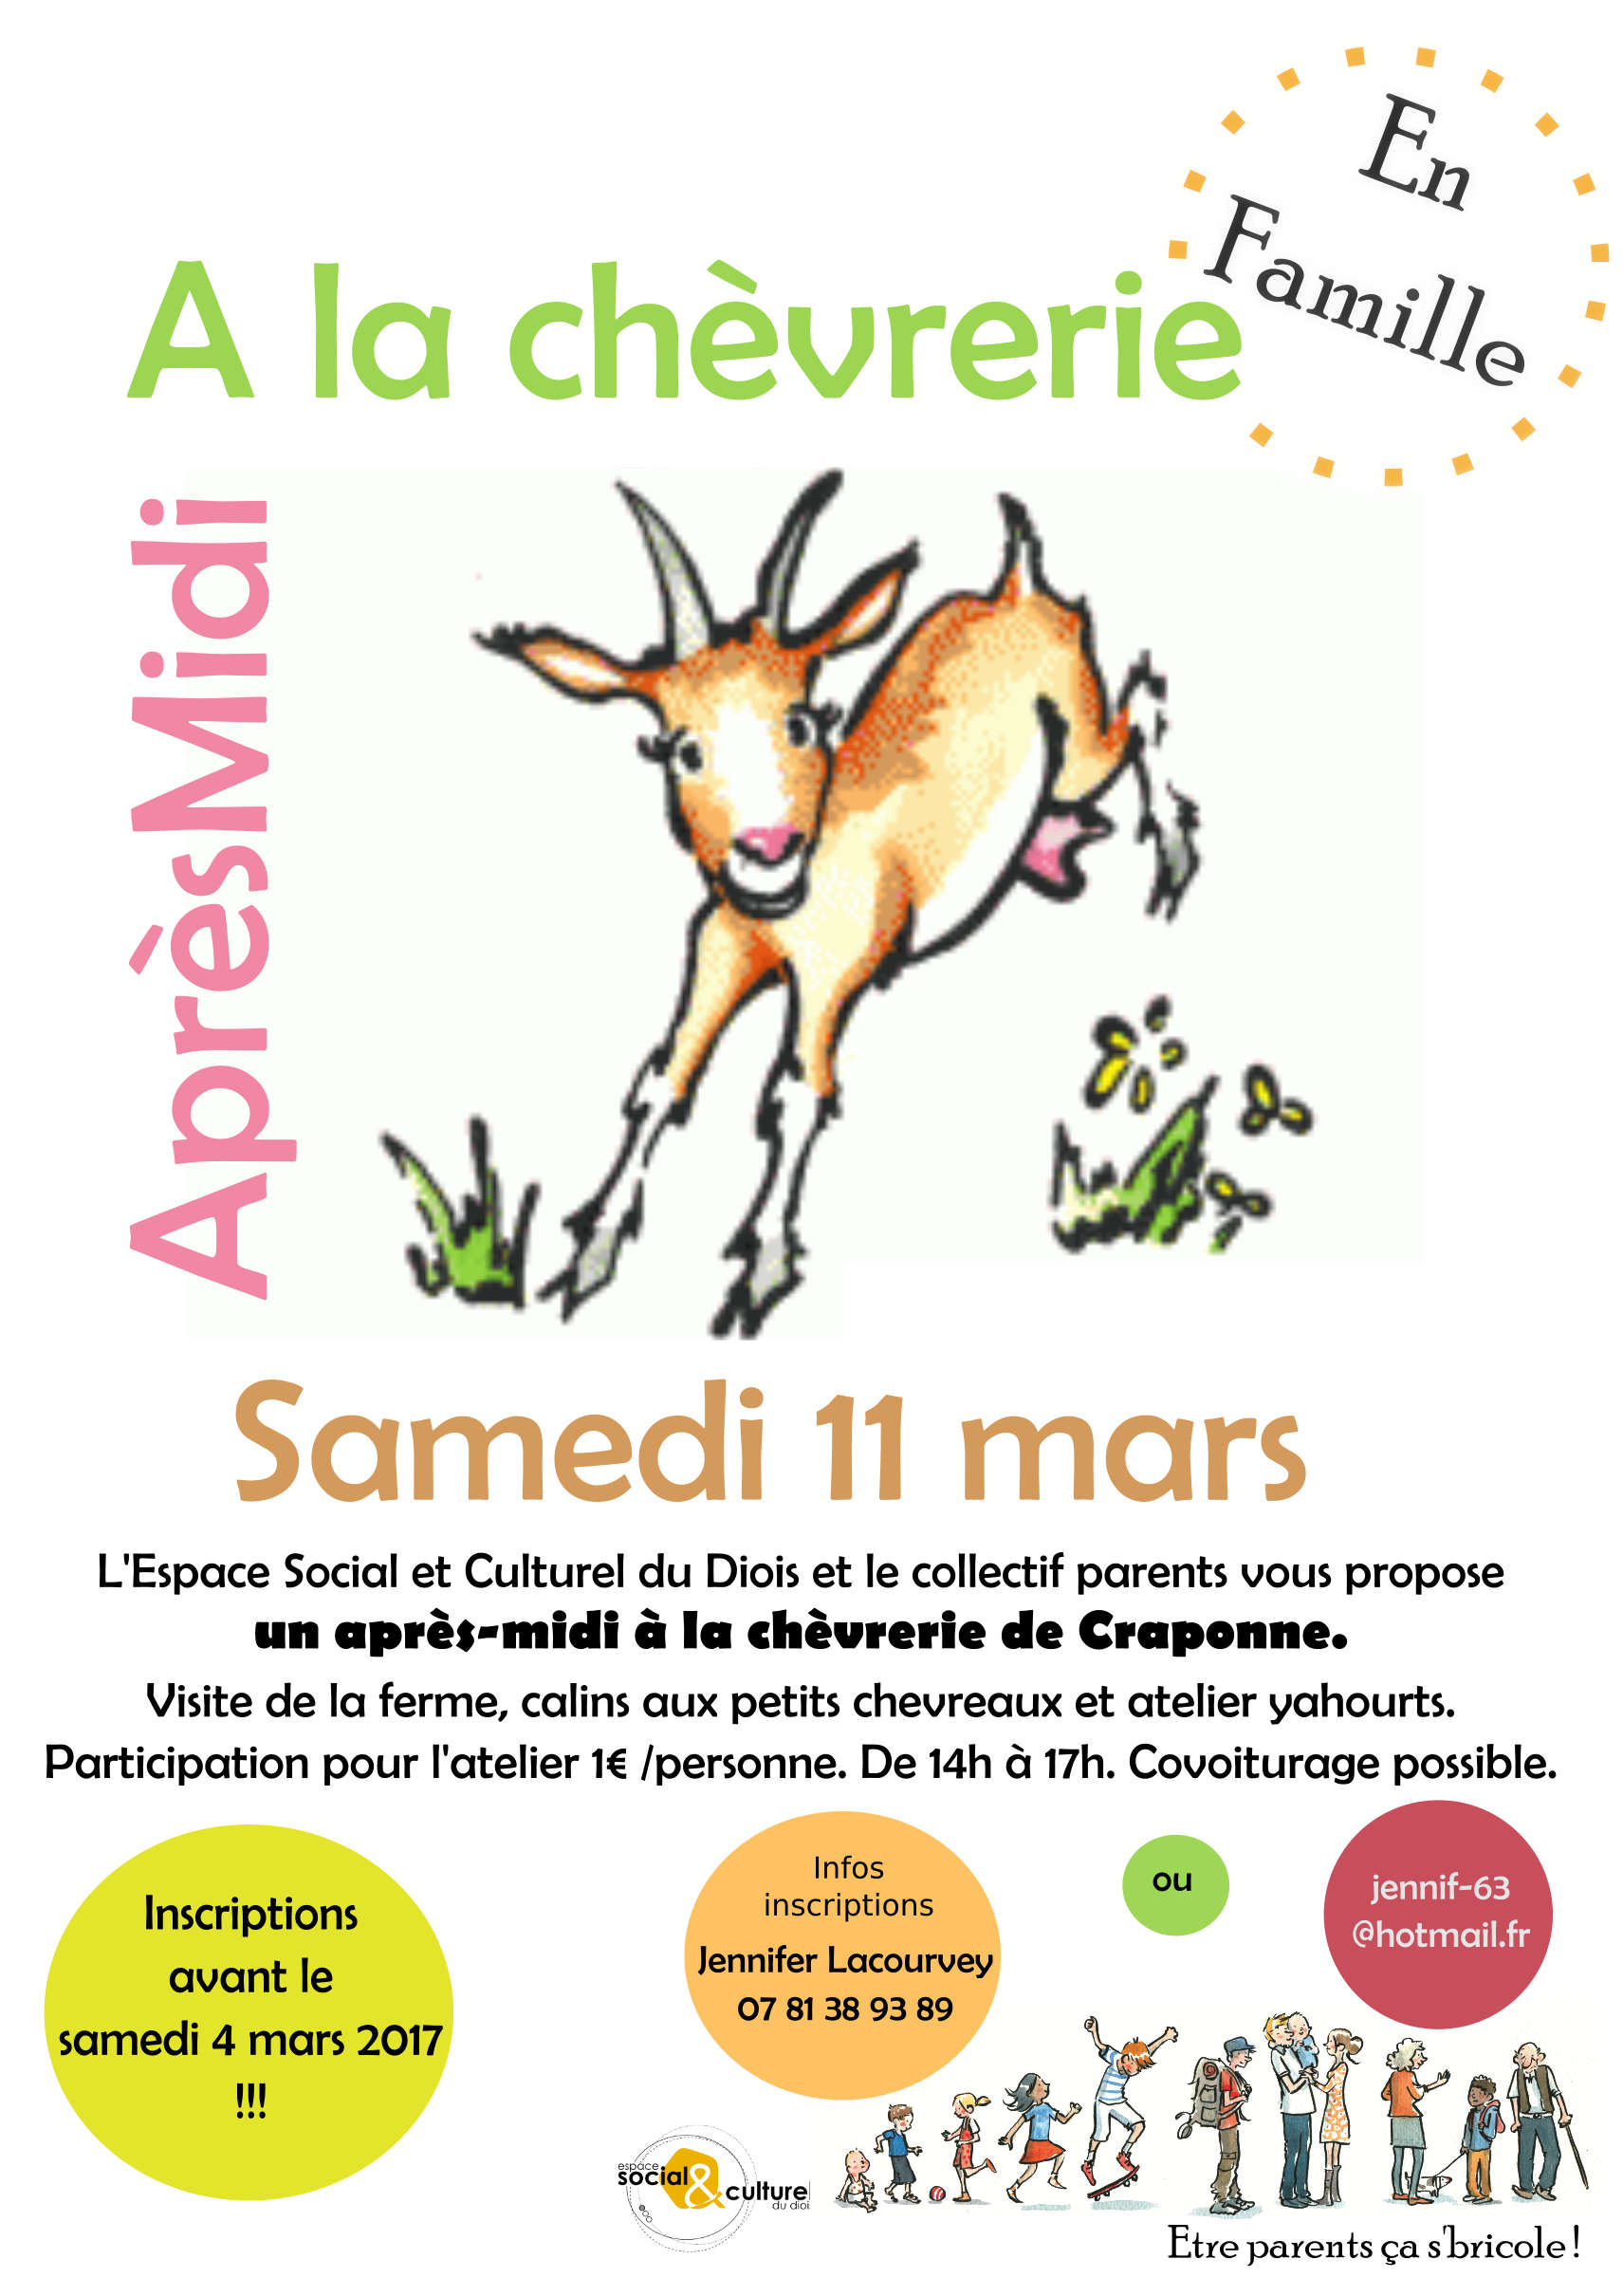 En
Famille
A la chèvrerie
AprèsMidi
Samedi 11 mars
L'Espace Social et Culturel du Diois et le collectif parents vous propose
un après-midi à la chèvrerie de Craponne.
Visite de la ferme, calins aux petits chevreaux et atelier yahourts.
Participation pour l'atelier 1€ /personne. De 14h à 17h. Covoiturage possible.
Inscriptions
avant le
samedi 4 mars 2017
!!!
Infos
inscriptions
Jennifer Lacourvey
07 81 38 93 89
ou
jennif-63
@hotmail.fr
espace
social & culture
du dioi
Etre parents ça s'bricole !